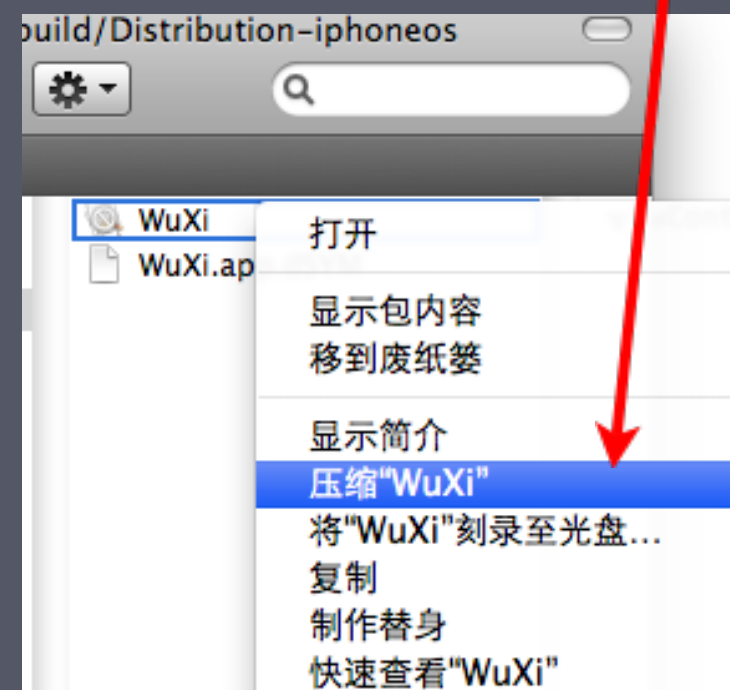 build/Distribution-iphoneos
WuXi
WuXi.app.dSYM
打开
显示包内容
移到废纸篓
显示简介
压缩“WuXi”
将“WuXi”刻录至光盘...
复制
制作替身
快速查看“WuXi”